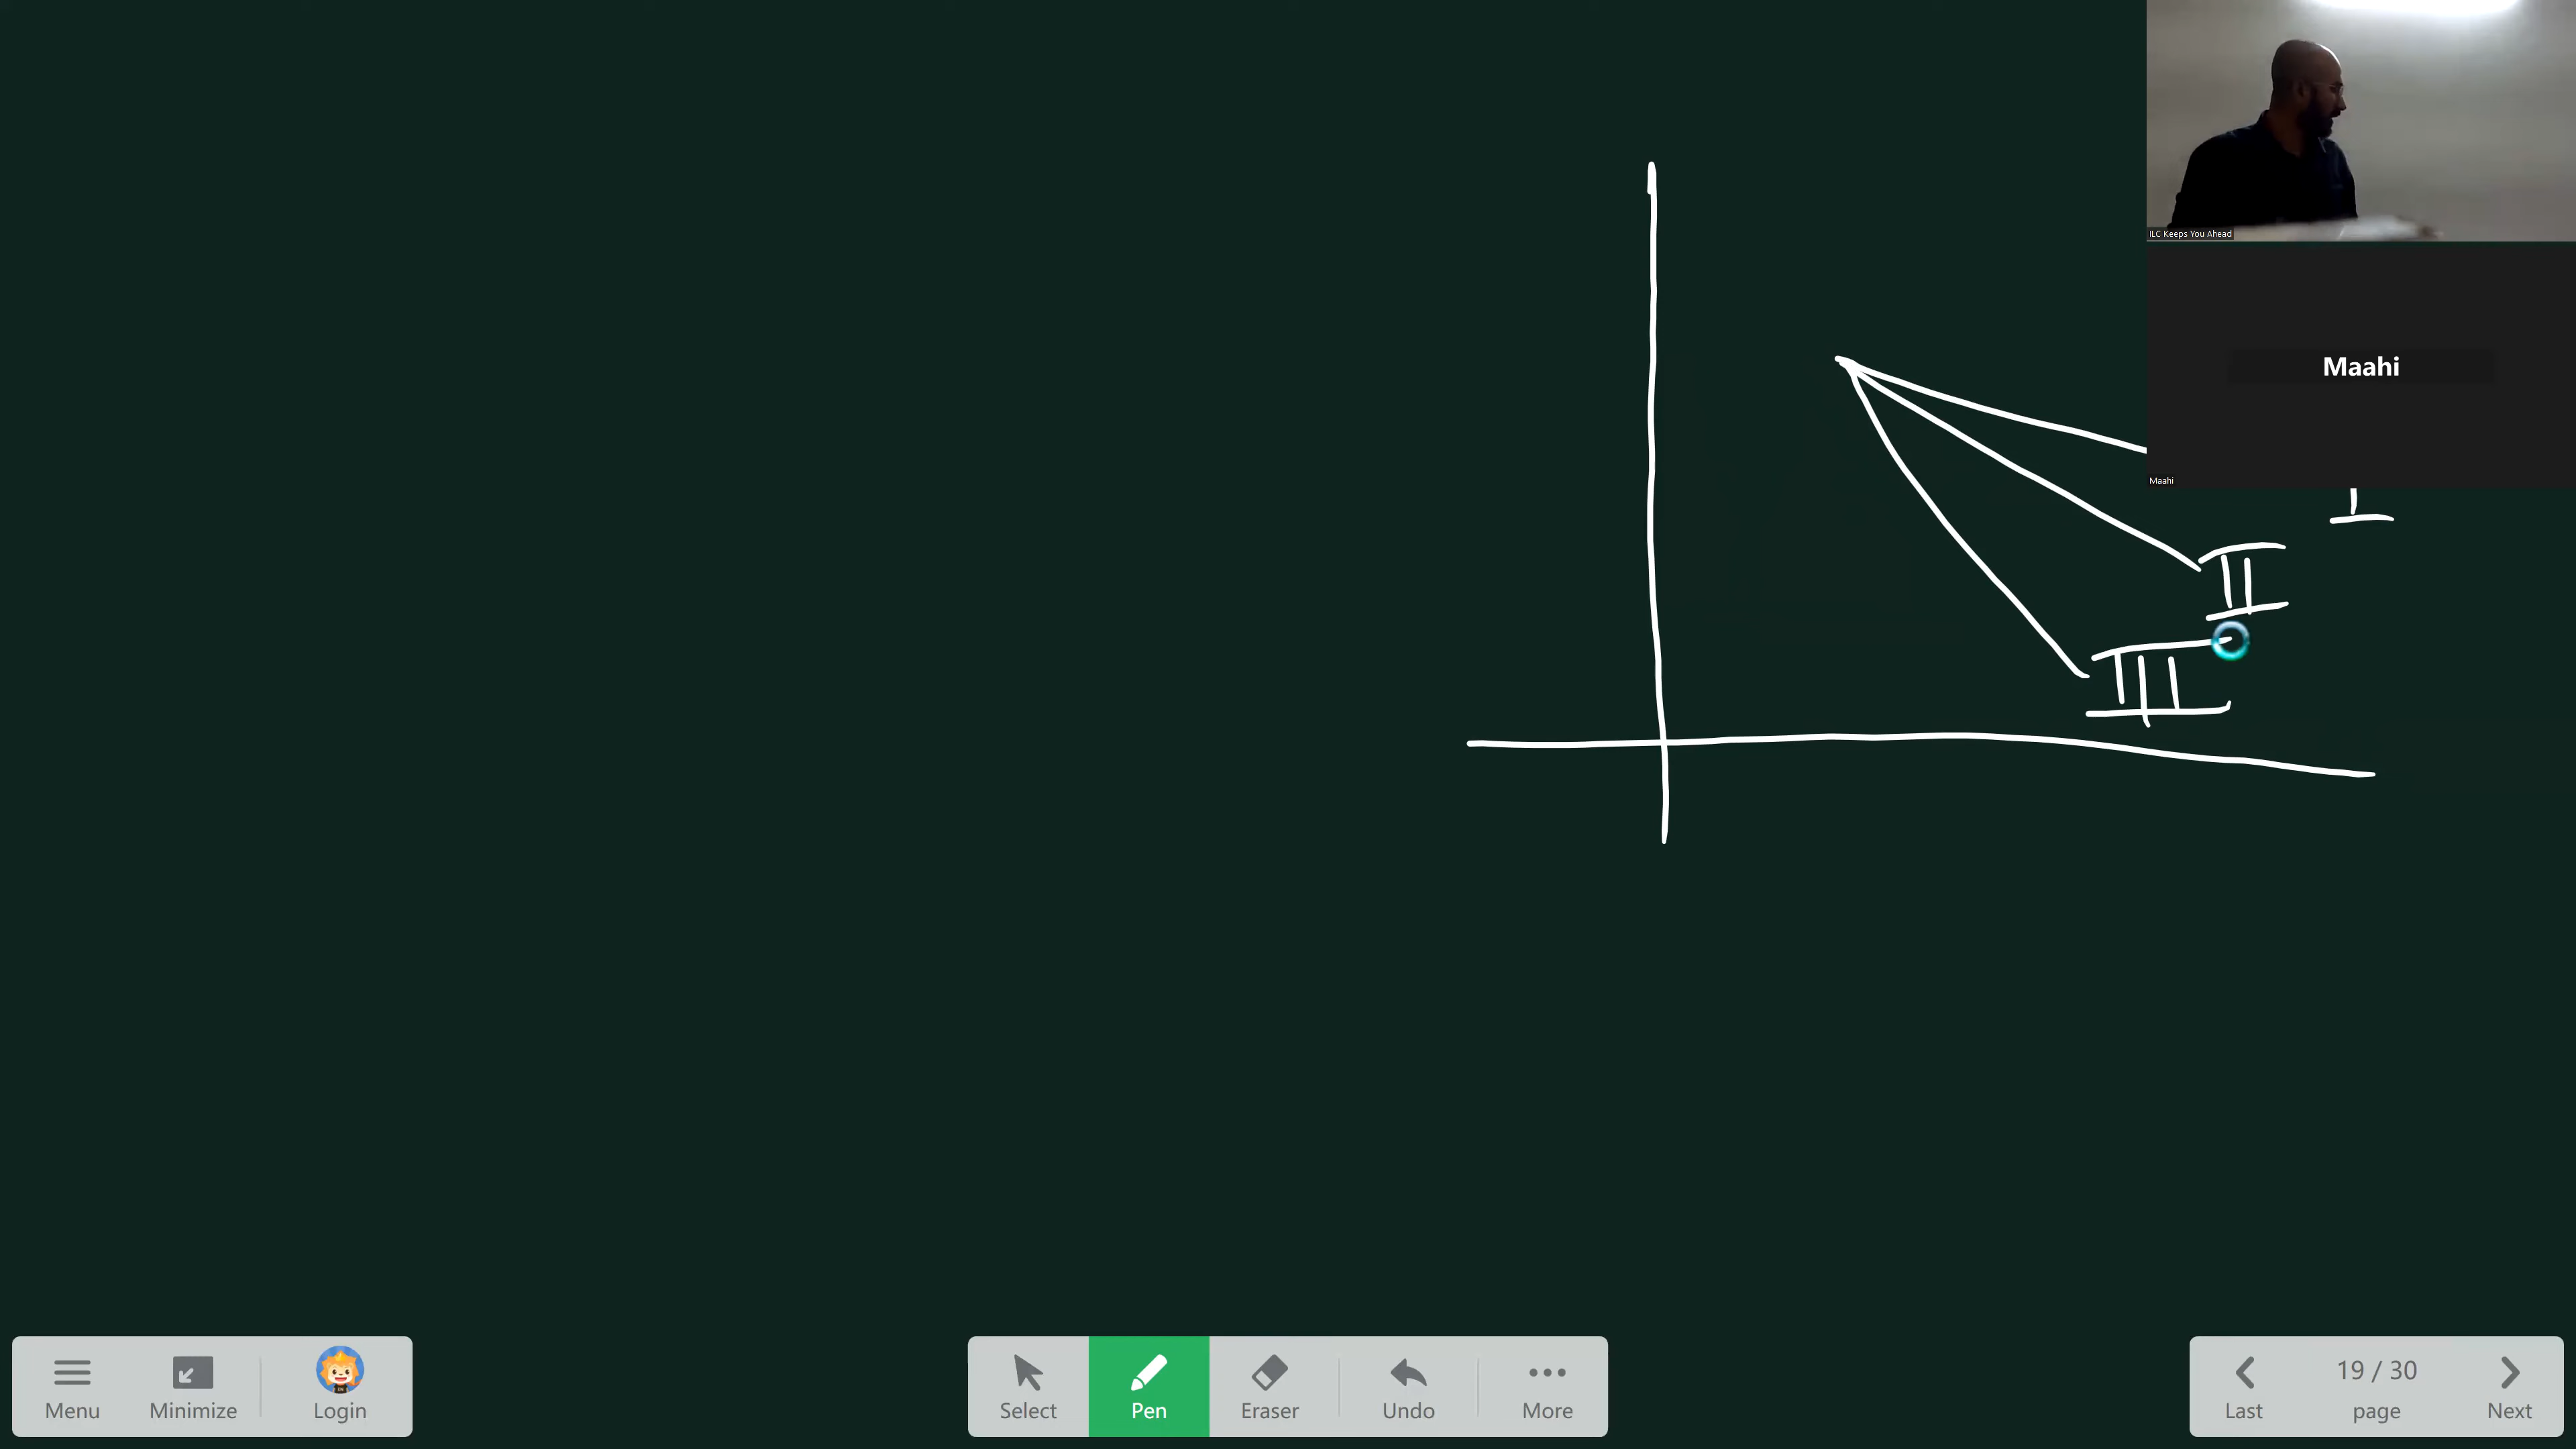 ILC Keeps You Ahead
Maahi
Maahi
I
II
III
Menu
Minimize
Login
Select
Pen
Eraser
Undo
More
Last
19 / 30
page
Next